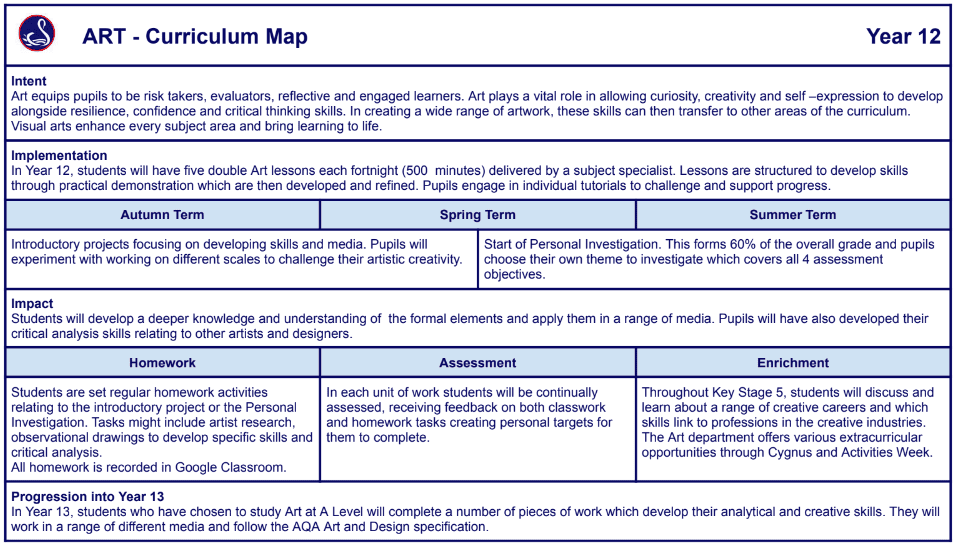 ART - Curriculum Map
Year 12
Intent
Art equips pupils to be risk takers, evaluators, reflective and engaged learners. Art plays a vital role in allowing curiosity, creativity and self –expression to develop
alongside resilience, confidence and critical thinking skills. In creating a wide range of artwork, these skills can then transfer to other areas of the curriculum.
Visual arts enhance every subject area and bring learning to life.
Implementation
In Year 12, students will have five double Art lessons each fortnight (500  minutes) delivered by a subject specialist. Lessons are structured to develop skills
through practical demonstration which are then developed and refined. Pupils engage in individual tutorials to challenge and support progress.
Autumn Term
Spring Term
Summer Term
Introductory projects focusing on developing skills and media. Pupils will
experiment with working on different scales to challenge their artistic creativity.
Start of Personal Investigation. This forms 60% of the overall grade and pupils
choose their own theme to investigate which covers all 4 assessment
objectives.
Impact
Students will develop a deeper knowledge and understanding of  the formal elements and apply them in a range of media. Pupils will have also developed their
critical analysis skills relating to other artists and designers.
Homework
Assessment
Enrichment
Students are set regular homework activities
relating to the introductory project or the Personal
Investigation. Tasks might include artist research,
observational drawings to develop specific skills and
critical analysis.
All homework is recorded in Google Classroom.
In each unit of work students will be continually
assessed, receiving feedback on both classwork
and homework tasks creating personal targets for
them to complete.
Throughout Key Stage 5, students will discuss and
learn about a range of creative careers and which
skills link to professions in the creative industries.
The Art department offers various extracurricular
opportunities through Cygnus and Activities Week.
Progression into Year 13
In Year 13, students who have chosen to study Art at A Level will complete a number of pieces of work which develop their analytical and creative skills. They will
work in a range of different media and follow the AQA Art and Design specification.